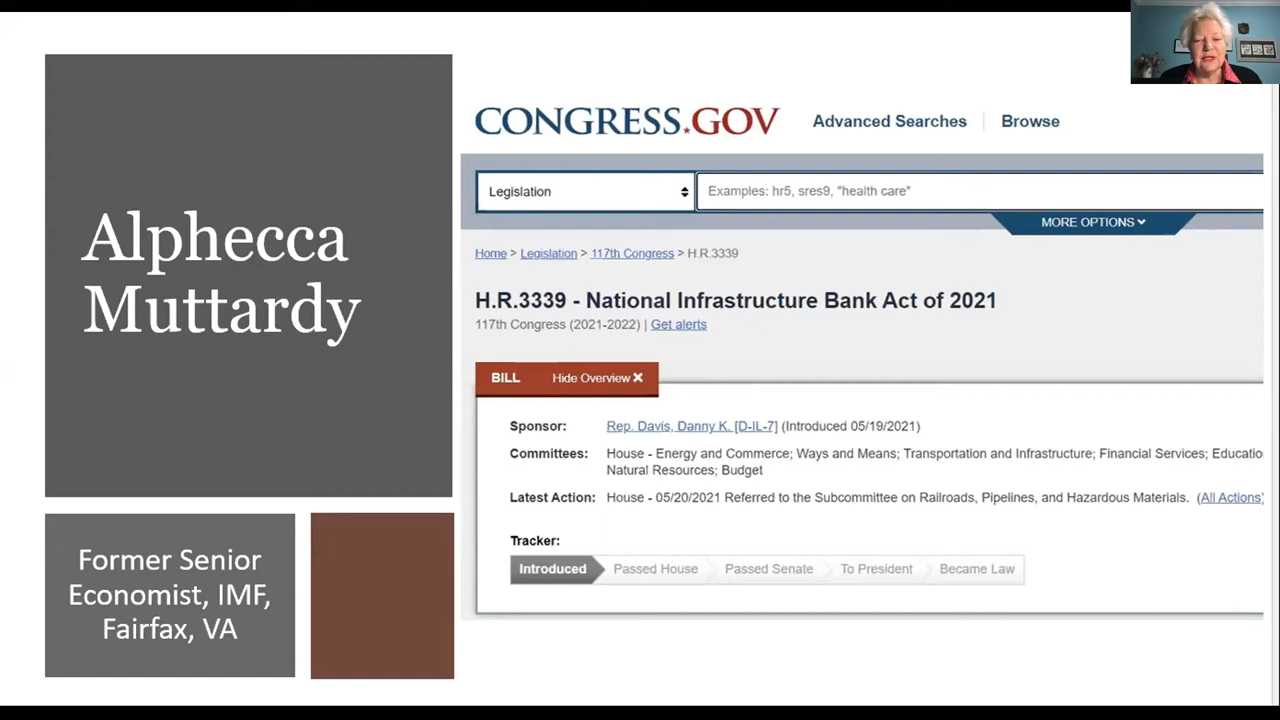 Alphecca
Muttardy
Former Senior
Economist, IMF,
Fairfax, VA
CONGRESS.GOV
Advanced Searches
Browse
Legislation
Examples: hr5, sres9, "health care"
MORE OPTIONS
Home > Legislation > 117th Congress > H.R.3339
H.R.3339 - National Infrastructure Bank Act of 2021
117th Congress (2021-2022) | Get alerts
BILL Hide Overview ×
Sponsor: Rep. Davis, Danny K. [D-IL-7] (Introduced 05/19/2021)
Committees: House - Energy and Commerce; Ways and Means; Transportation and Infrastructure; Financial Services; Educatio
Natural Resources; Budget
Latest Action: House - 05/20/2021 Referred to the Subcommittee on Railroads, Pipelines, and Hazardous Materials. (All Actions)
Tracker:
Introduced
Passed House
Passed Senate
To President
Became Law